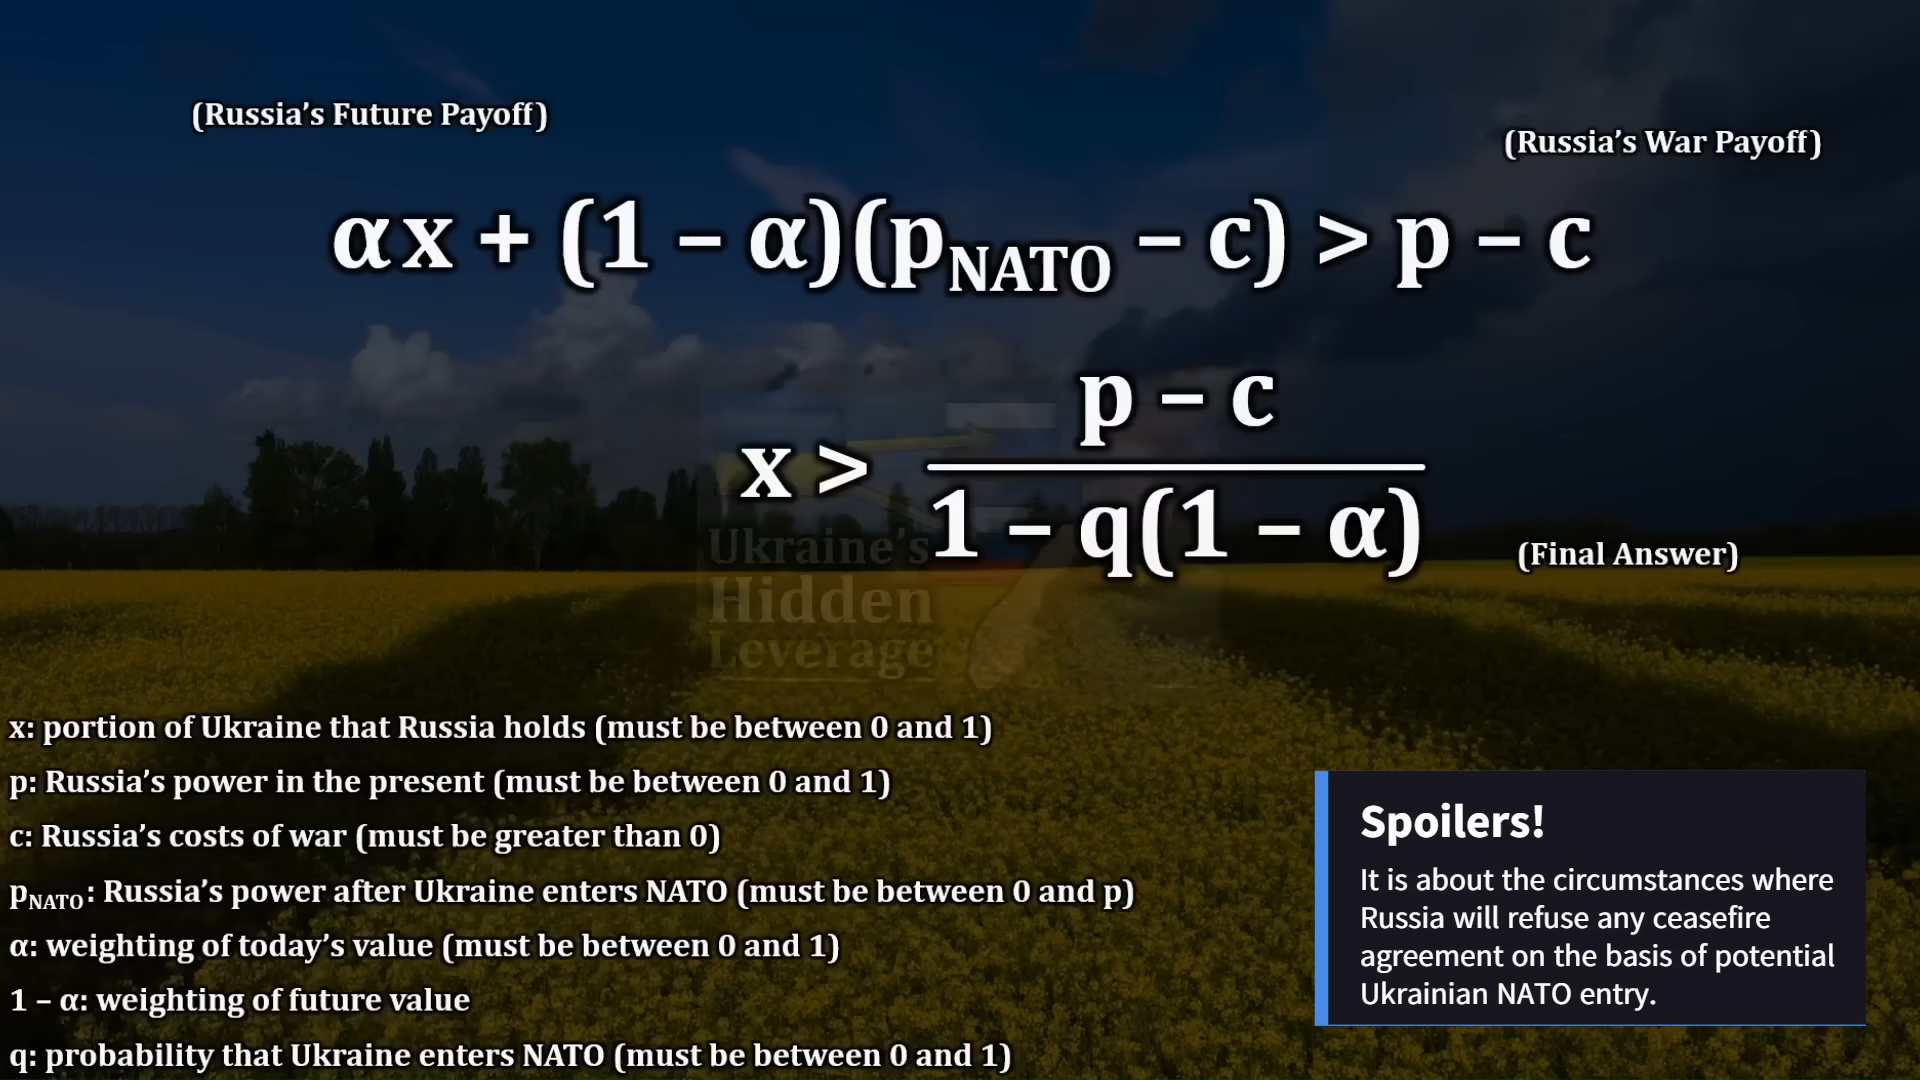 (Russia's Future Payoff)
(Russia's War Payoff)
αx + (1 – α)(pNATO – c) > p – c
x > p – c / 1 – q(1 – α)
(Final Answer)
Ukraine's
Hidden
Leverage
x: portion of Ukraine that Russia holds (must be between 0 and 1)
p: Russia's power in the present (must be between 0 and 1)
c: Russia's costs of war (must be greater than 0)
pNATO: Russia's power after Ukraine enters NATO (must be between 0 and p)
α: weighting of today's value (must be between 0 and 1)
1 – α: weighting of future value
q: probability that Ukraine enters NATO (must be between 0 and 1)
Spoilers!
It is about the circumstances where
Russia will refuse any ceasefire
agreement on the basis of potential
Ukrainian NATO entry.